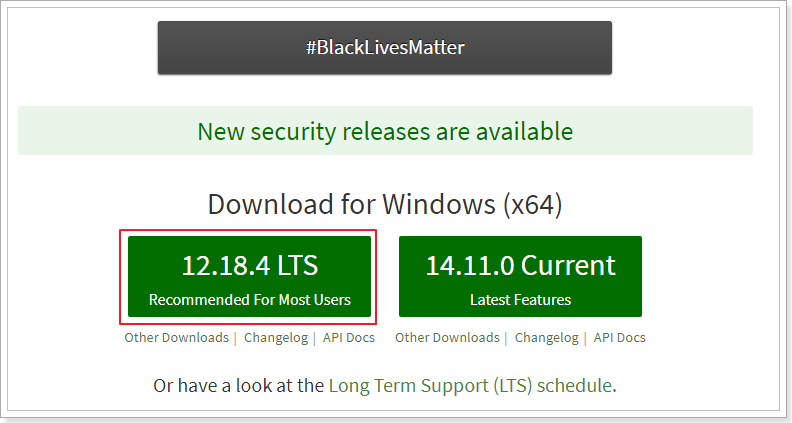 #BlackLivesMatter
New security releases are available
Download for Windows (x64)
12.18.4 LTS
Recommended For Most Users
14.11.0 Current
Latest Features
Other Downloads | Changelog | API Docs
Other Downloads | Changelog | API Docs
Or have a look at the Long Term Support (LTS) schedule.